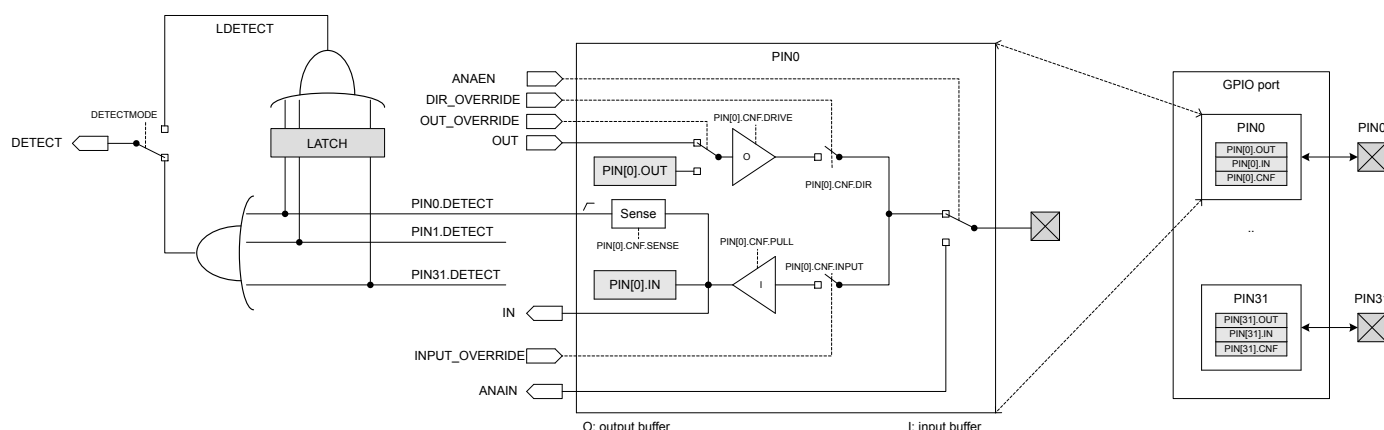 LDETECT
PIN0
ANAEN
GPIO port
DIR_OVERRIDE
DETECTMODE
OUT_OVERRIDE
PIN[0].CNF.DRIVE
PIN0
PIN0
DETECT
LATCH
OUT
O
PIN[0].OUT
PIN[0].IN
PIN[0].CNF
PIN[0].OUT
PIN[0].CNF.DIR
PIN0.DETECT
Sense
PIN1.DETECT
PIN[0].CNF.SENSE
PIN[0].CNF.PULL
..
PIN[0].CNF.INPUT
PIN31.DETECT
PIN[0].IN
I
PIN31
PIN31
IN
PIN[31].OUT
PIN[31].IN
PIN[31].CNF
INPUT_OVERRIDE
ANAIN
O: output buffer
I: input buffer